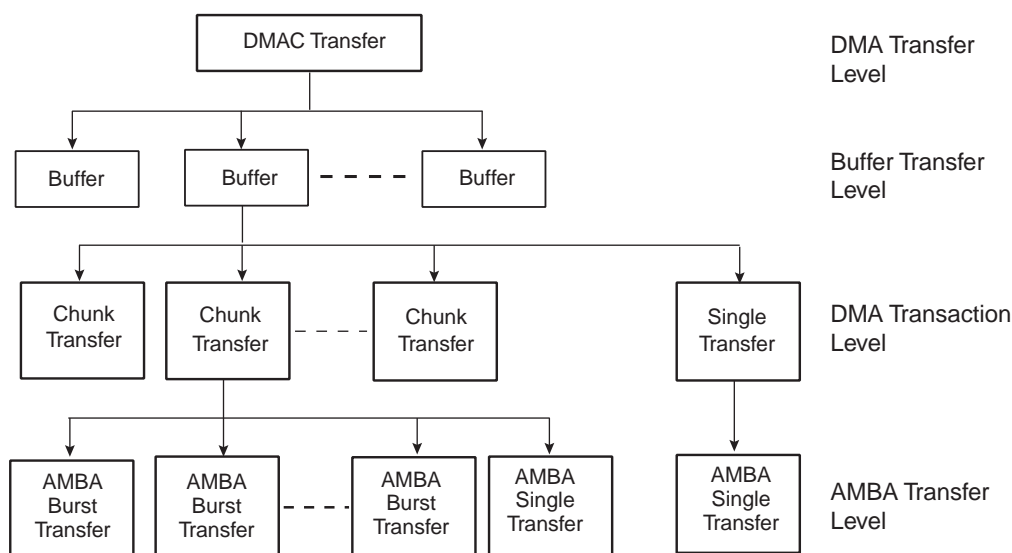 DMAC Transfer
DMA Transfer
Level
Buffer
Buffer
Buffer
Buffer Transfer
Level
Chunk
Transfer
Chunk
Transfer
Chunk
Transfer
Single
Transfer
DMA Transaction
Level
AMBA
Burst
Transfer
AMBA
Burst
Transfer
AMBA
Burst
Transfer
AMBA
Single
Transfer
AMBA
Single
Transfer
AMBA Transfer
Level